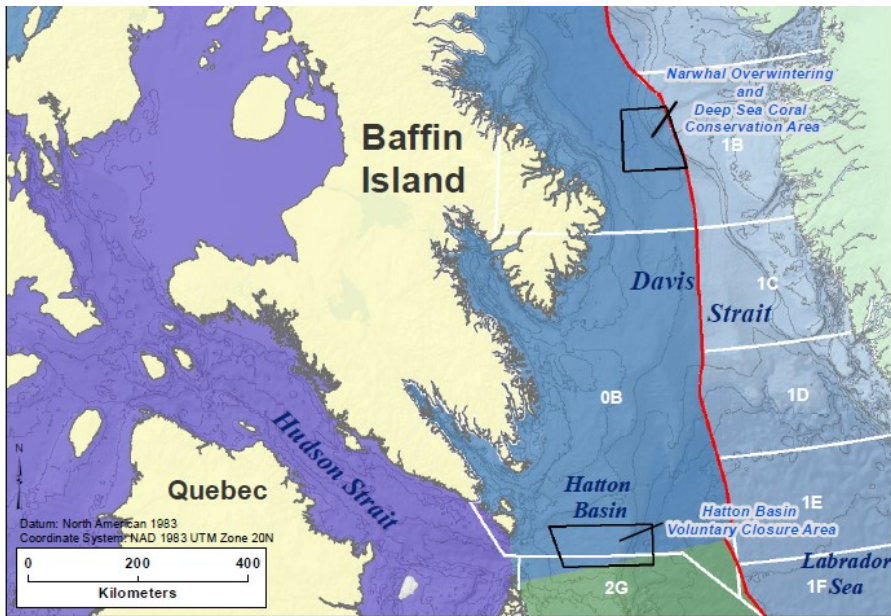 Narwhal Overwintering
and
Deep Sea Coral
Conservation Area
1B
Baffin
Island
1C
Davis
Strait
0B
1D
Hudson Strait
Quebec
Hatton
Basin
1E
Hatton Basin
Voluntary Closure Area
N
Datum: North American 1983
Coordinate System: NAD 1983 UTM Zone 20N
0 200 400
Kilometers
2G
Labrador
Sea
1F